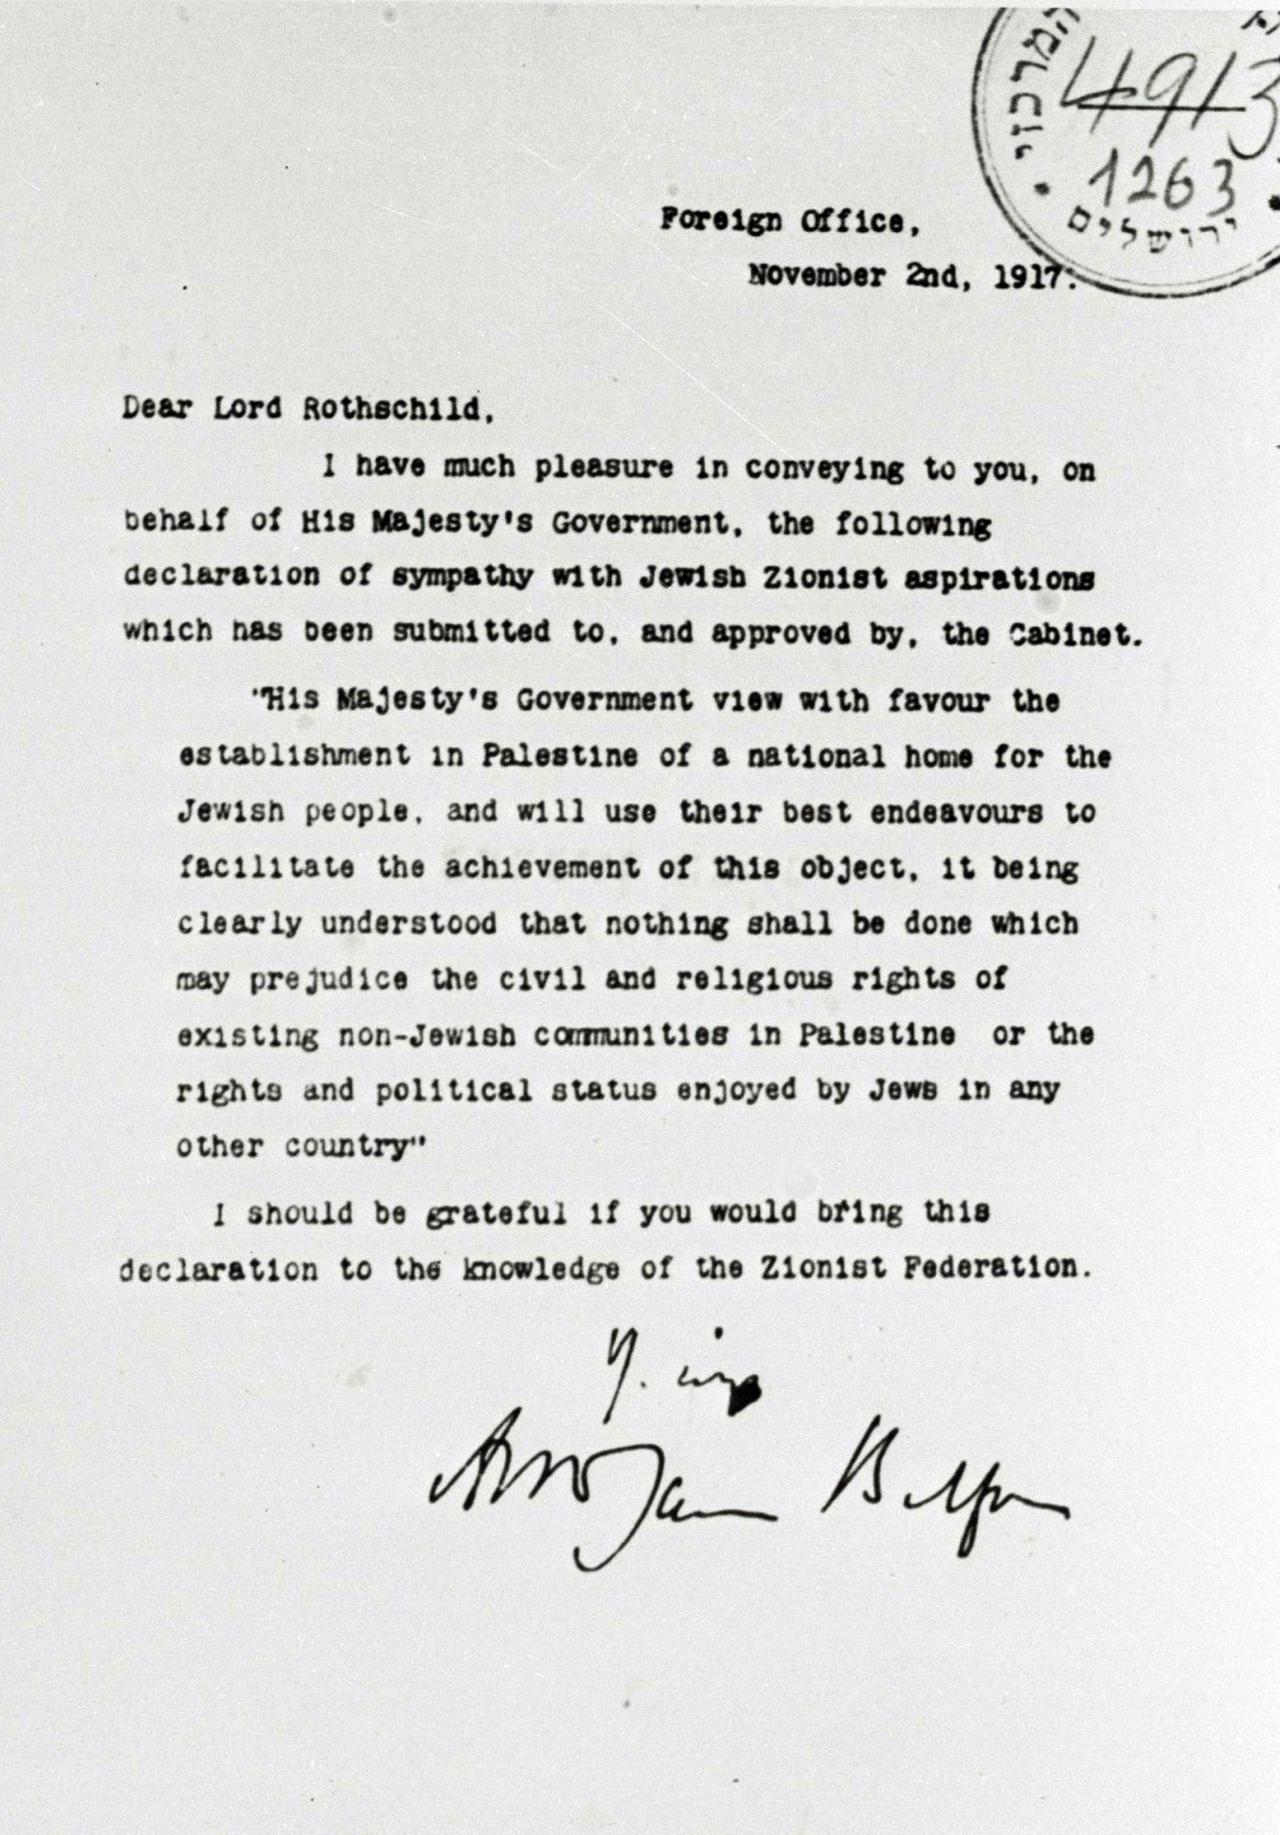 המרכזי
4913
1263
ירושלים
Foreign Office,
November 2nd, 1917.
Dear Lord Rothschild,
I have much pleasure in conveying to you, on
behalf of His Majesty's Government, the following
declaration of sympathy with Jewish Zionist aspirations
which has been submitted to, and approved by, the Cabinet.
"His Majesty's Government view with favour the
establishment in Palestine of a national home for the
Jewish people, and will use their best endeavours to
facilitate the achievement of this object, it being
clearly understood that nothing shall be done which
may prejudice the civil and religious rights of
existing non-Jewish communities in Palestine or the
rights and political status enjoyed by Jews in any
other country"
I should be grateful if you would bring this
declaration to the knowledge of the Zionist Federation.
Arthur James Balfour